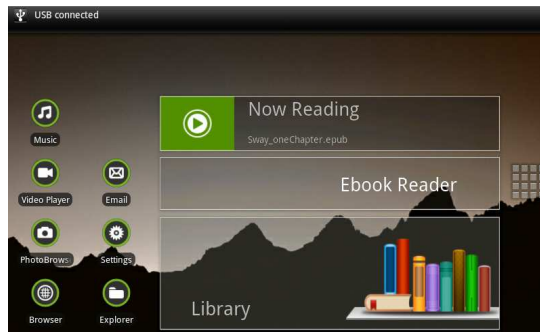 USB connected
Now Reading
Sway_oneChapter.epub
Music
Ebook Reader
Video Player
Email
PhotoBrows
Settings
Library
Browser
Explorer